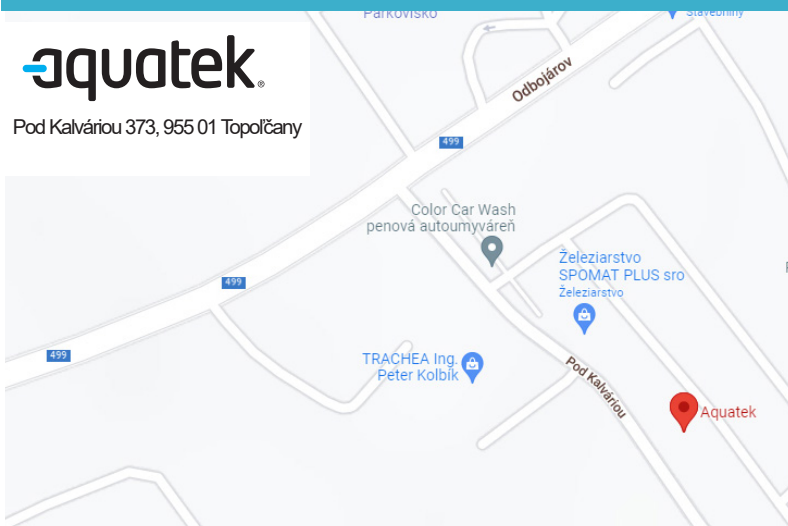 Parkovisko
Stavebniny
aquatek®
Pod Kalváriou 373, 955 01 Topoľčany
Odbojárov
499
Color Car Wash
penová autoumyváreň
Železiarstvo
SPOMAT PLUS sro
Železiarstvo
499
499
TRACHEA Ing.
Peter Kolbík
Pod Kalváriou
Aquatek